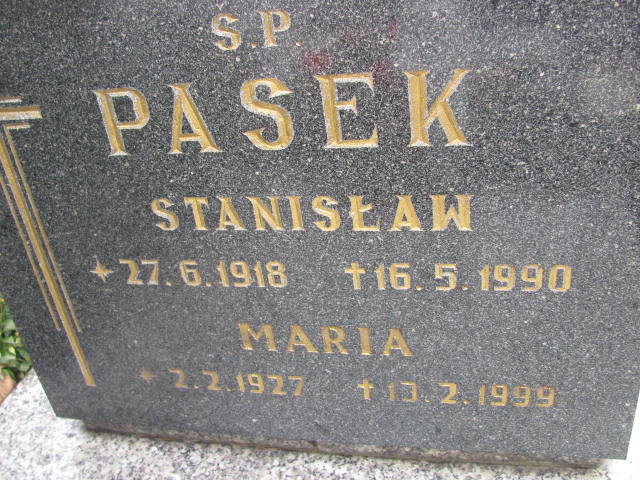 S.P.
PASEK
STANISŁAW
27.6.1918 †16.5.1990
MARIA
2.2.1927 †13.2.1999